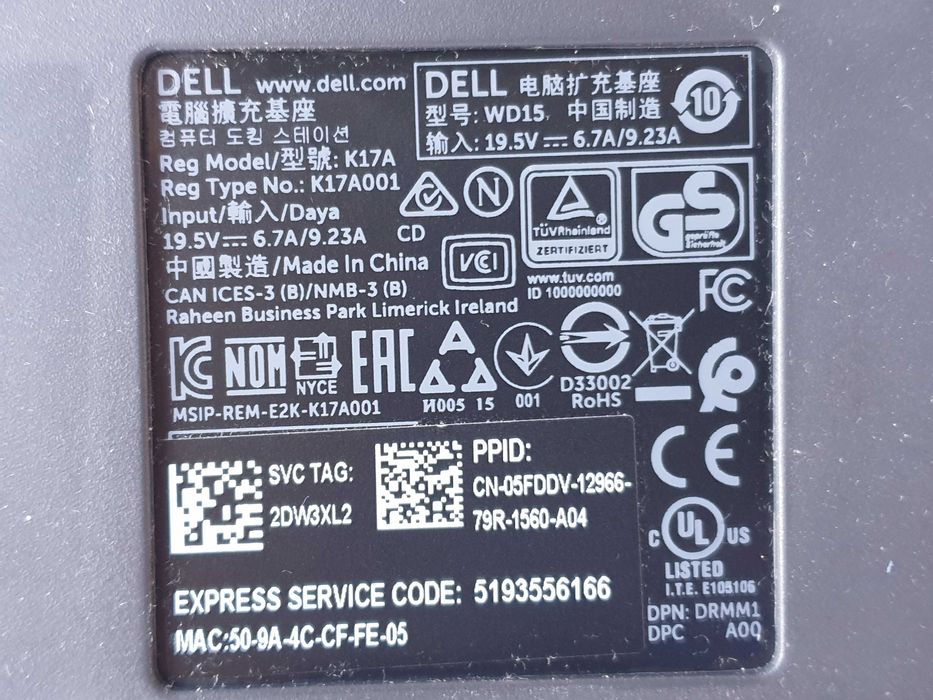 DELL www.dell.com
電腦擴充基座
컴퓨터 도킹 스테이션
Reg Model/型號: K17A
Reg Type No.: K17A001
Input/輸入/Daya
19.5V⎓ 6.7A/9.23A
中國製造/Made In China
CAN ICES-3 (B)/NMB-3 (B)
Raheen Business Park Limerick Ireland
DELL 电脑扩充基座
型号: WD15, 中国制造
输入: 19.5V⎓ 6.7A/9.23A
10
N
CD
VCI
TÜVRheinland
ZERTIFIZIERT
www.tuv.com
ID 1000000000
GS
geprüfte
Sicherheit
FC
KC
NOM
NYCE
EAC
И005 15
001
D33002
RoHS
MSIP-REM-E2K-K17A001
CE
SVC TAG:
2DW3XL2
PPID:
CN-05FDDV-12966-
79R-1560-A04
EXPRESS SERVICE CODE: 5193556166
MAC:50-9A-4C-CF-FE-05
C UL US
LISTED
I.T.E. E105106
DPN: DRMM1
DPC A00